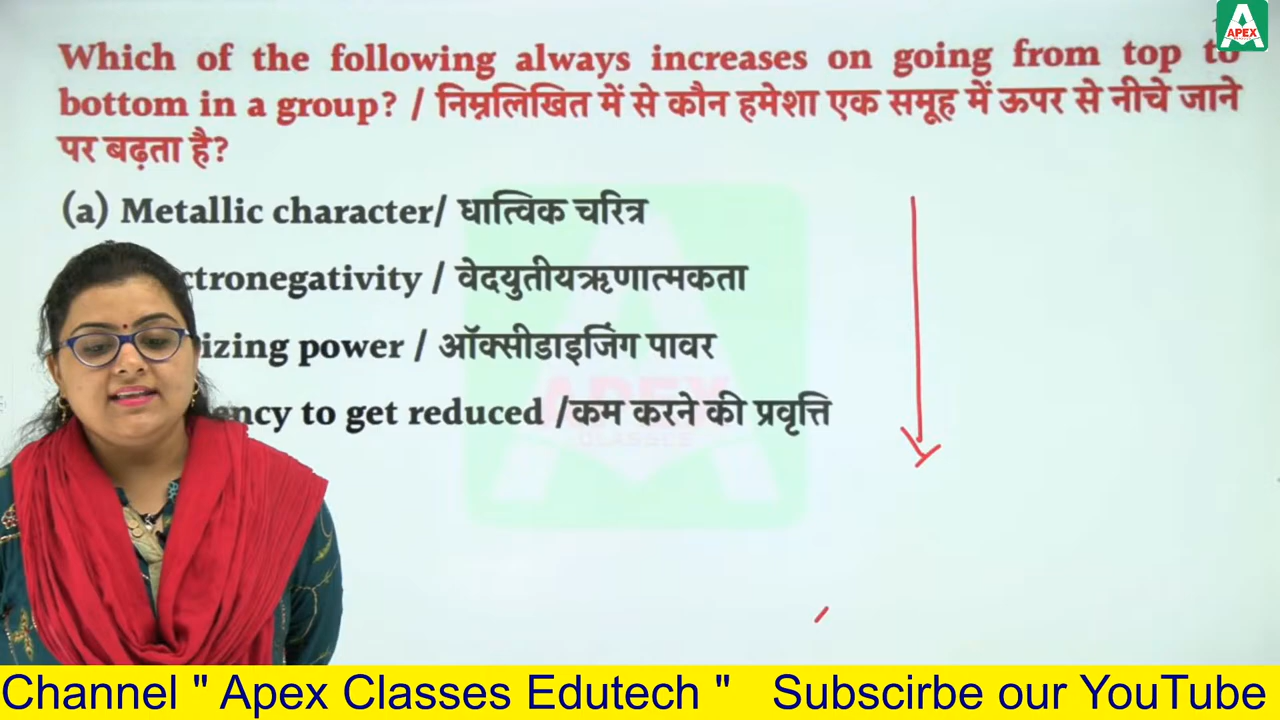 APEX
Which of the following always increases on going from top to
bottom in a group? / निम्नलिखित में से कौन हमेशा एक समूह में ऊपर से नीचे जाने
पर बढ़ता है?
(a) Metallic character/ धात्विक चरित्र
ctronegativity / वेदयुतीयऋणात्मकता
izing power / ऑक्सीडाइजिंग पावर
ency to get reduced /कम करने की प्रवृत्ति
APEX
CLASSES
Channel " Apex Classes Edutech " Subscirbe our YouTube